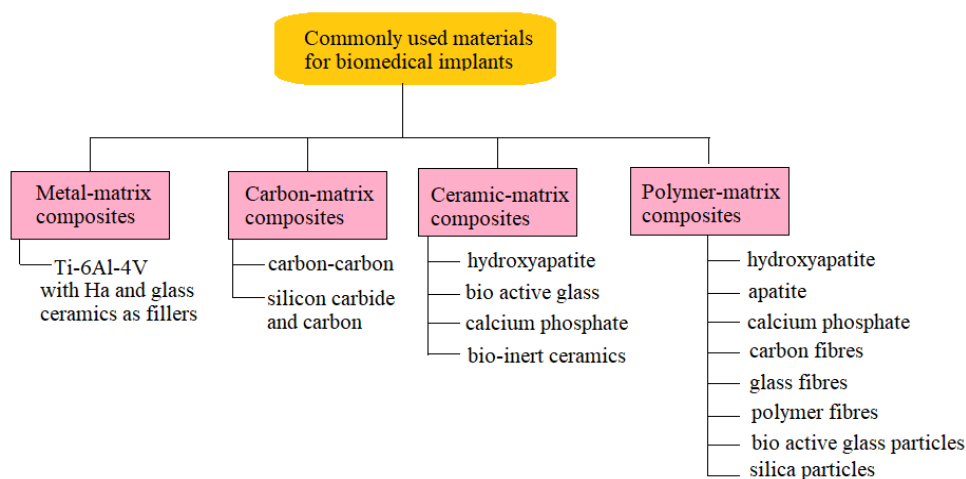 Commonly used materials
for biomedical implants
Metal-matrix
composites
Ti-6Al-4V
with Ha and glass
ceramics as fillers
Carbon-matrix
composites
carbon-carbon
silicon carbide
and carbon
Ceramic-matrix
composites
hydroxyapatite
bio active glass
calcium phosphate
bio-inert ceramics
Polymer-matrix
composites
hydroxyapatite
apatite
calcium phosphate
carbon fibres
glass fibres
polymer fibres
bio active glass particles
silica particles